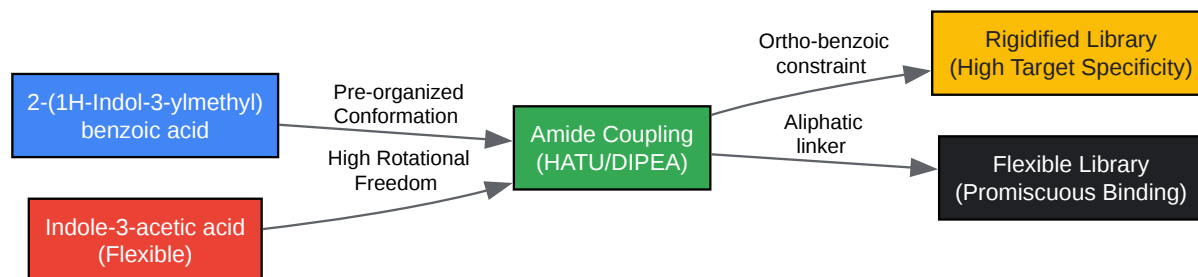 2-(1H-Indol-3-ylmethyl)
benzoic acid
Indole-3-acetic acid
(Flexible)
Pre-organized
Conformation
High Rotational
Freedom
Amide Coupling
(HATU/DIPEA)
Ortho-benzoic
constraint
Aliphatic
linker
Rigidified Library
(High Target Specificity)
Flexible Library
(Promiscuous Binding)